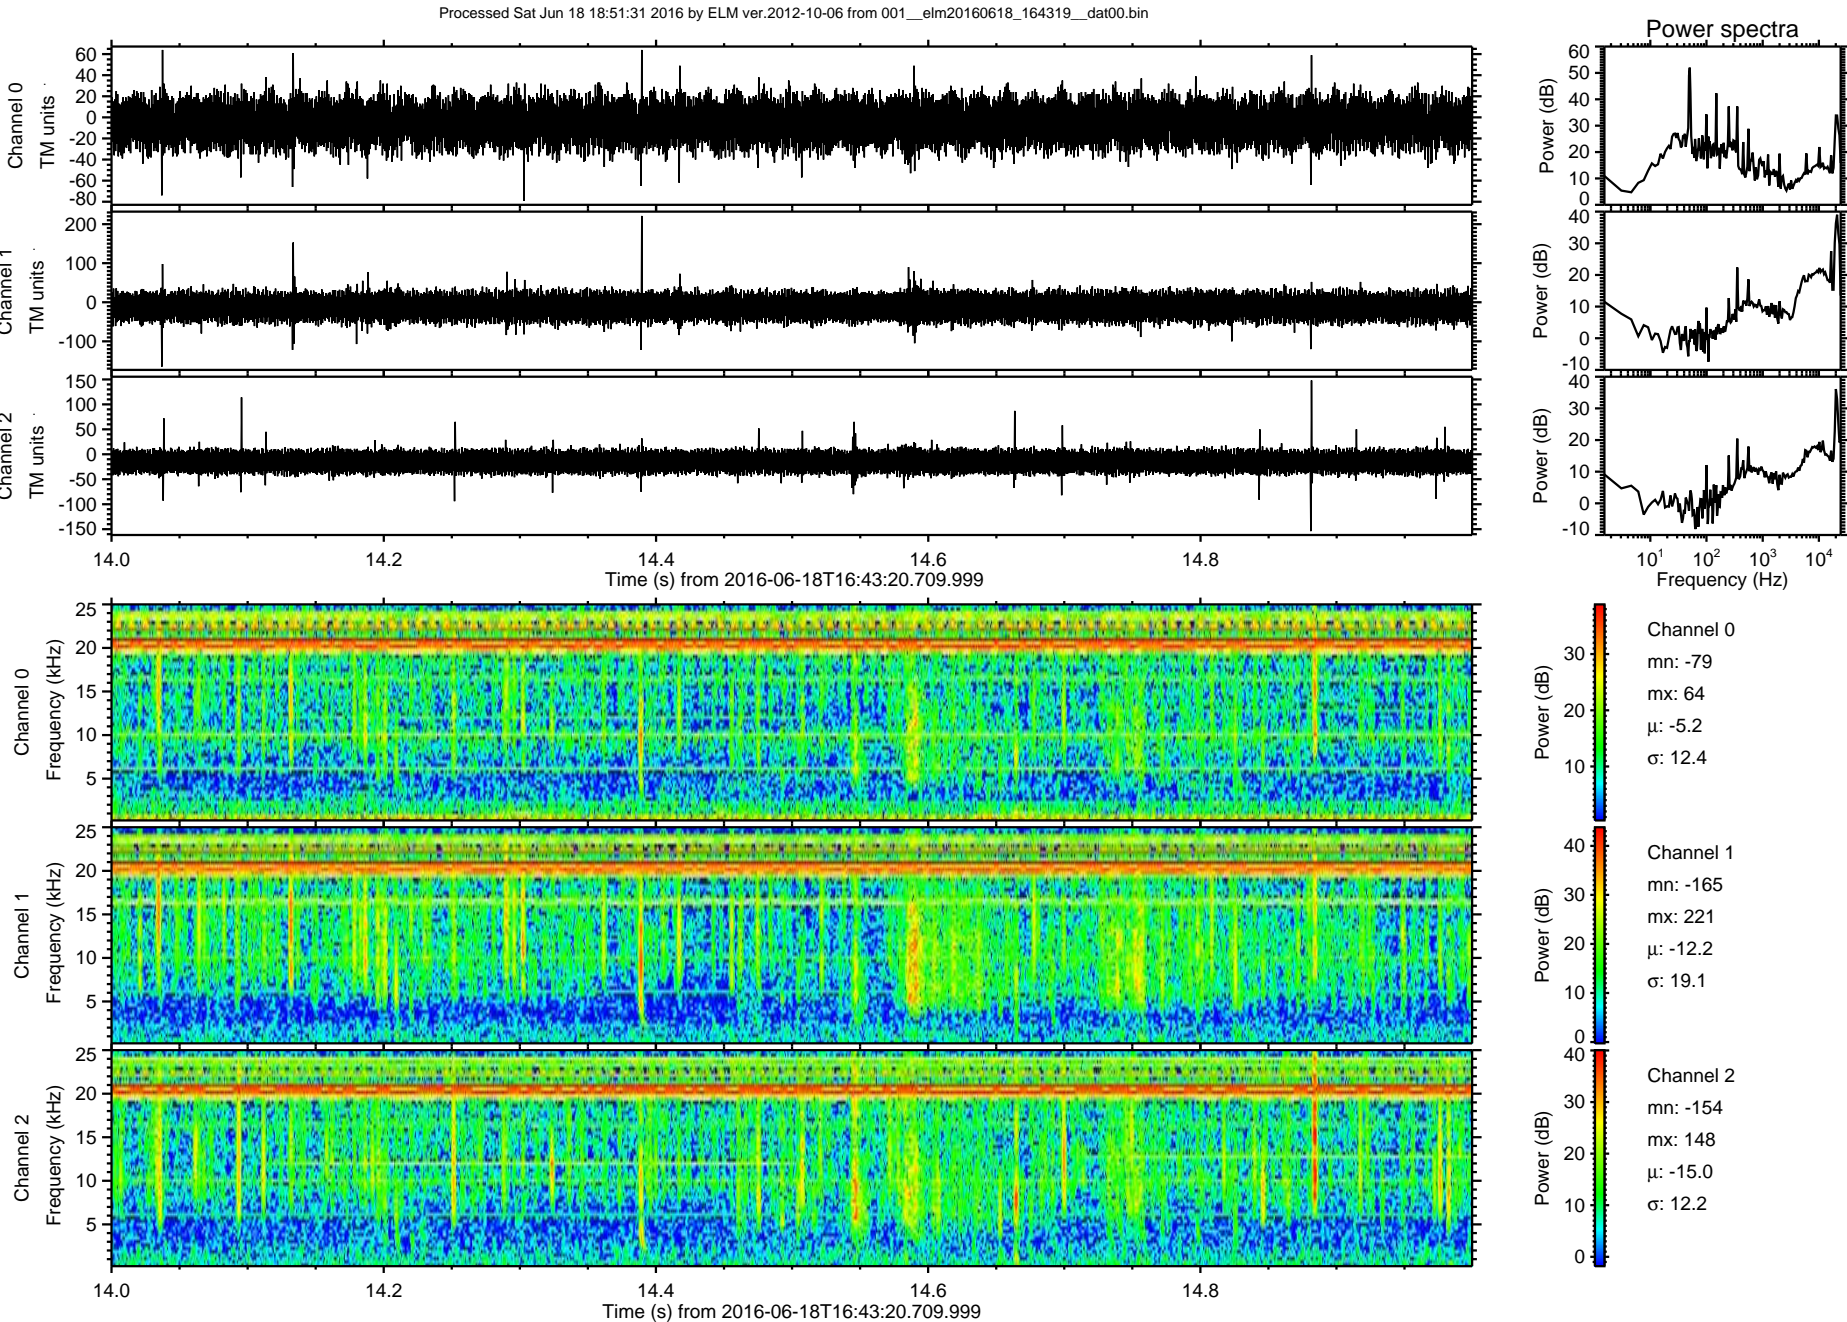 Processed Sat Jun 18 18:51:31 2016 by ELM ver.2012-10-06 from 001__elm20160618_164319__dat00.bin
Power spectra
Channel 0
TM units
60
40
20
0
-20
-40
-60
-80
Power (dB)
60
50
40
30
20
10
0
Channel 1
TM units
200
100
0
-100
Power (dB)
40
30
20
10
0
-10
Channel 2
TM units
150
100
50
0
-50
-100
-150
Power (dB)
40
30
20
10
0
-10
14.0 14.2 14.4 14.6 14.8
Time (s) from 2016-06-18T16:43:20.709.999
10¹ 10² 10³ 10⁴
Frequency (Hz)
Channel 0
Frequency (kHz)
25
20
15
10
5
Power (dB)
30
20
10
Channel 0
mn: -79
mx: 64
μ: -5.2
σ: 12.4
Channel 1
Frequency (kHz)
25
20
15
10
5
Power (dB)
40
30
20
10
0
Channel 1
mn: -165
mx: 221
μ: -12.2
σ: 19.1
Channel 2
Frequency (kHz)
25
20
15
10
5
Power (dB)
40
30
20
10
0
Channel 2
mn: -154
mx: 148
μ: -15.0
σ: 12.2
14.0 14.2 14.4 14.6 14.8
Time (s) from 2016-06-18T16:43:20.709.999